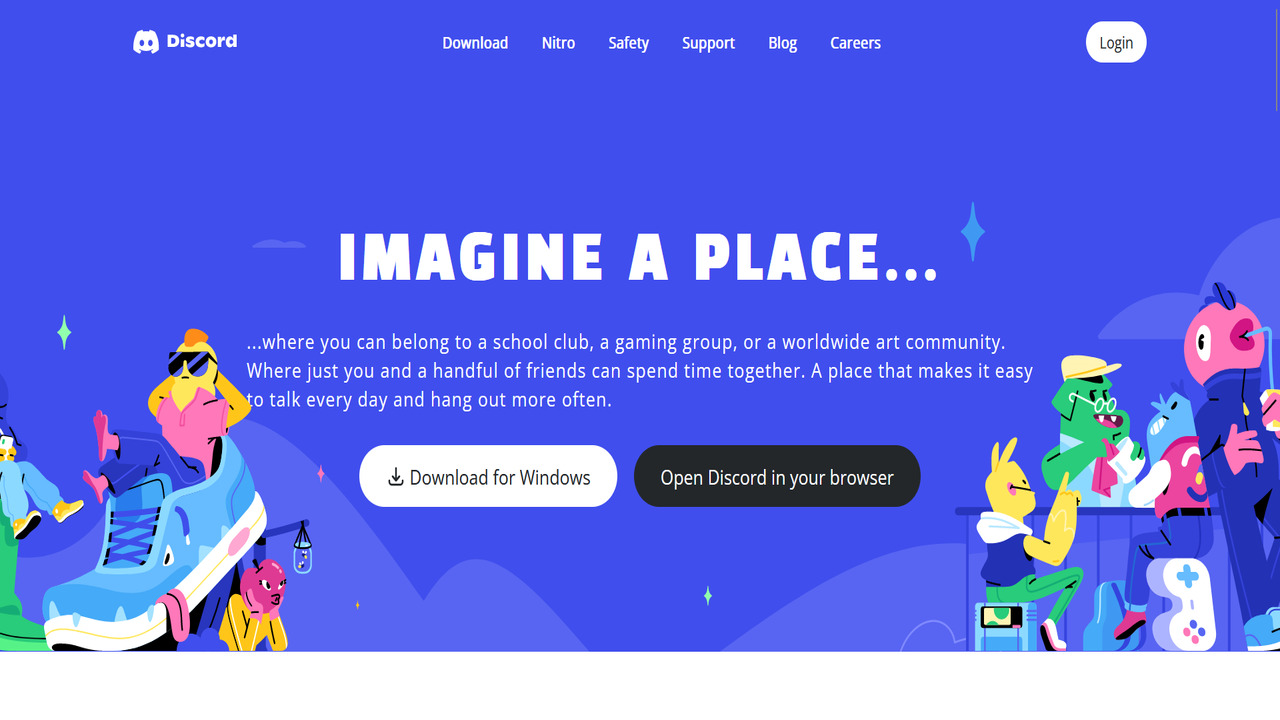 Discord
Download Nitro Safety Support Blog Careers
Login
IMAGINE A PLACE...
...where you can belong to a school club, a gaming group, or a worldwide art community.
Where just you and a handful of friends can spend time together. A place that makes it easy
to talk every day and hang out more often.
Download for Windows
Open Discord in your browser